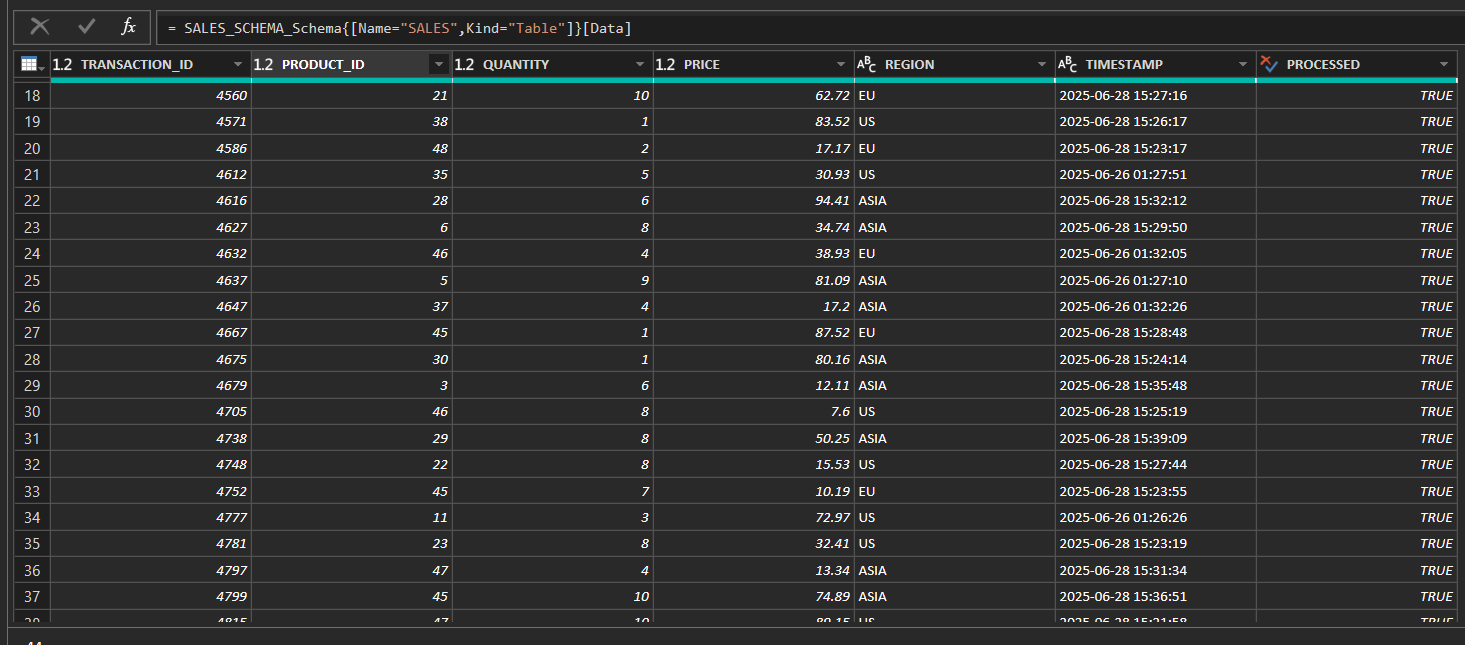 fx = SALES_SCHEMA_Schema{[Name="SALES",Kind="Table"]}[Data]
1.2 TRANSACTION_ID 1.2 PRODUCT_ID 1.2 QUANTITY 1.2 PRICE ABC REGION ABC TIMESTAMP PROCESSED
18 4560 21 10 62.72 EU 2025-06-28 15:27:16 TRUE
19 4571 38 1 83.52 US 2025-06-28 15:26:17 TRUE
20 4586 48 2 17.17 EU 2025-06-28 15:23:17 TRUE
21 4612 35 5 30.93 US 2025-06-26 01:27:51 TRUE
22 4616 28 6 94.41 ASIA 2025-06-28 15:32:12 TRUE
23 4627 6 8 34.74 ASIA 2025-06-28 15:29:50 TRUE
24 4632 46 4 38.93 EU 2025-06-26 01:32:05 TRUE
25 4637 5 9 81.09 ASIA 2025-06-26 01:27:10 TRUE
26 4647 37 4 17.2 ASIA 2025-06-26 01:32:26 TRUE
27 4667 45 1 87.52 EU 2025-06-28 15:28:48 TRUE
28 4675 30 1 80.16 ASIA 2025-06-28 15:24:14 TRUE
29 4679 3 6 12.11 ASIA 2025-06-28 15:35:48 TRUE
30 4705 46 8 7.6 US 2025-06-28 15:25:19 TRUE
31 4738 29 8 50.25 ASIA 2025-06-28 15:39:09 TRUE
32 4748 22 8 15.53 US 2025-06-28 15:27:44 TRUE
33 4752 45 7 10.19 EU 2025-06-28 15:23:55 TRUE
34 4777 11 3 72.97 US 2025-06-26 01:26:26 TRUE
35 4781 23 8 32.41 US 2025-06-28 15:23:19 TRUE
36 4797 47 4 13.34 ASIA 2025-06-28 15:31:34 TRUE
37 4799 45 10 74.89 ASIA 2025-06-28 15:36:51 TRUE